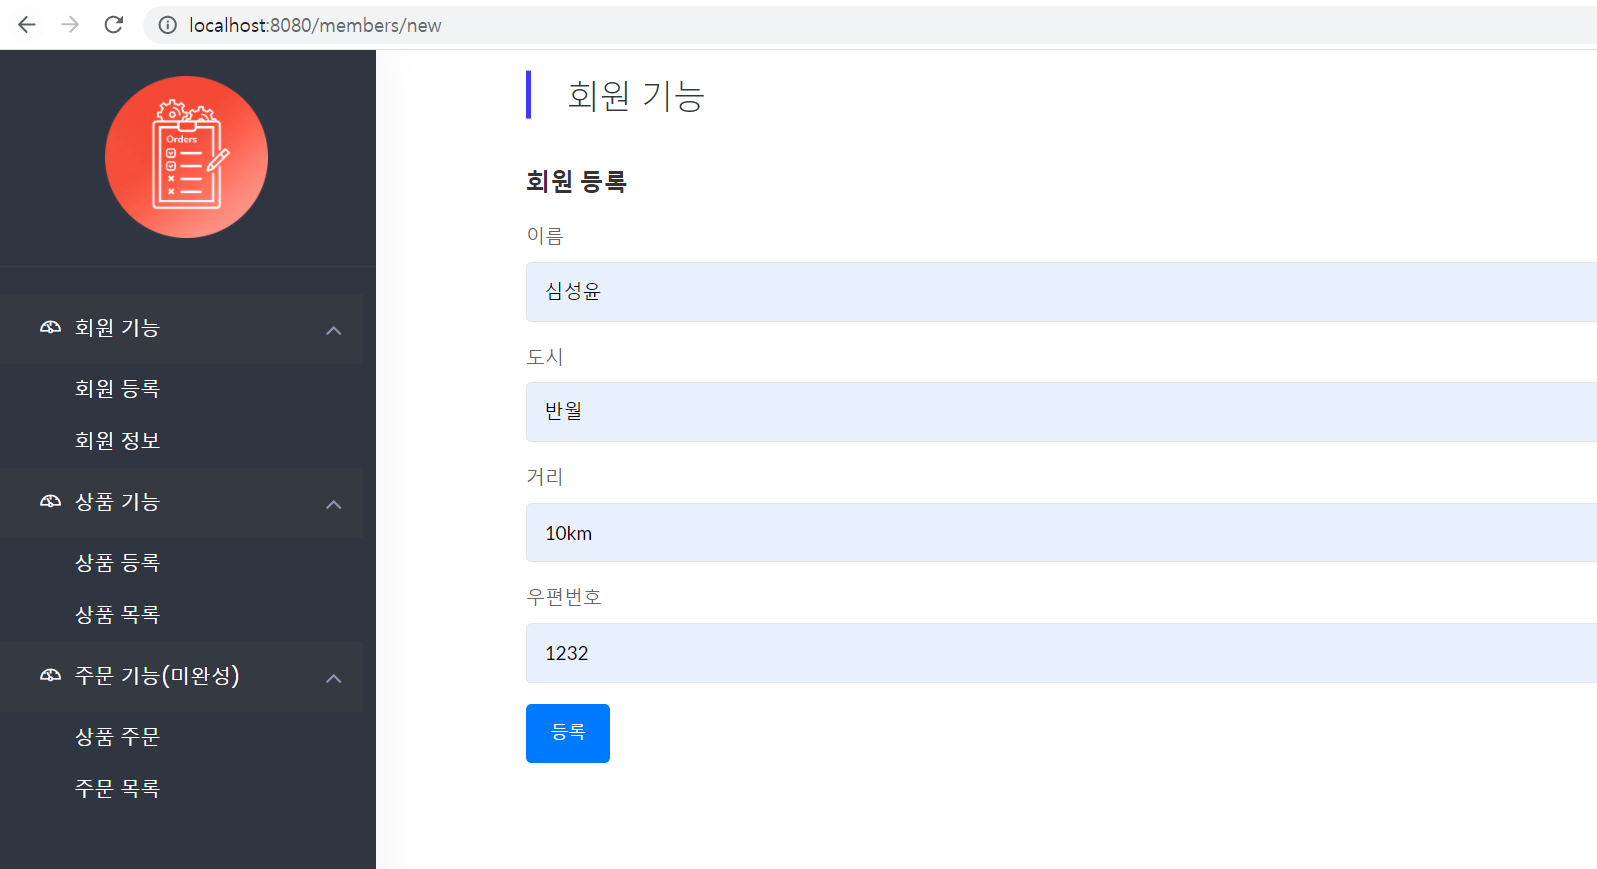 localhost:8080/members/new
Orders
회원 기능
회원 등록
회원 정보
상품 기능
상품 등록
상품 목록
주문 기능(미완성)
상품 주문
주문 목록
회원 기능
회원 등록
이름
심성윤
도시
반월
거리
10km
우편번호
1232
등록